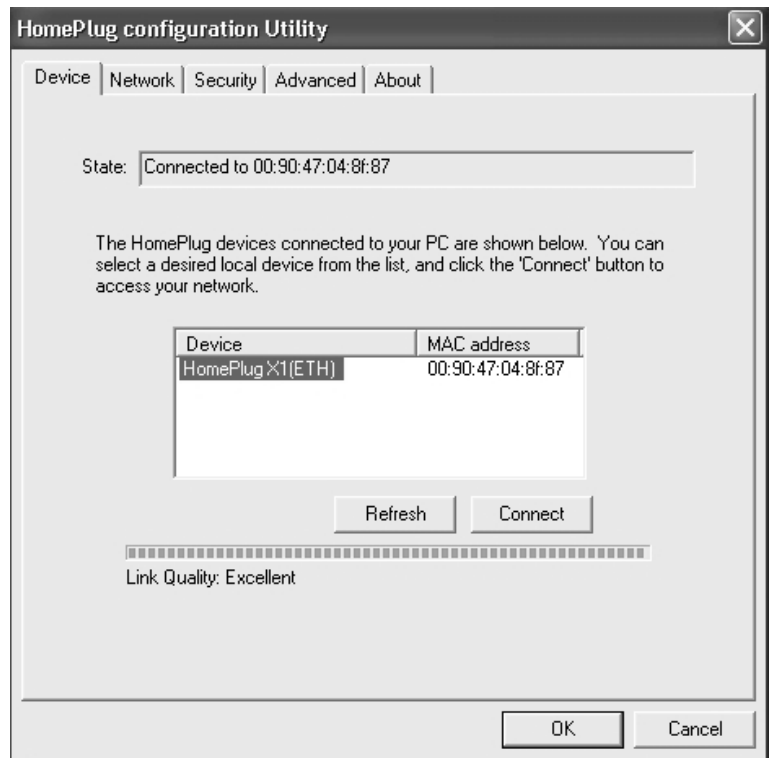 HomePlug configuration Utility
Device Network Security Advanced About
State: Connected to 00:90:47:04:8f:87
The HomePlug devices connected to your PC are shown below. You can
select a desired local device from the list, and click the 'Connect' button to
access your network.
Device MAC address
HomePlug X1(ETH) 00:90:47:04:8f:87
Refresh Connect
Link Quality: Excellent
OK Cancel